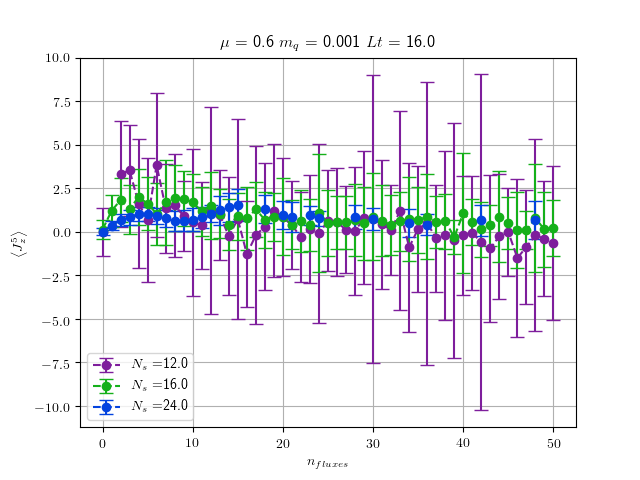 μ = 0.6 m_q = 0.001 Lt = 16.0
10.0
7.5
5.0
2.5
0.0
−2.5
−5.0
−7.5
−10.0
⟨J_z^5⟩
N_s =12.0
N_s =16.0
N_s =24.0
0 10 20 30 40 50
n_{fluxes}